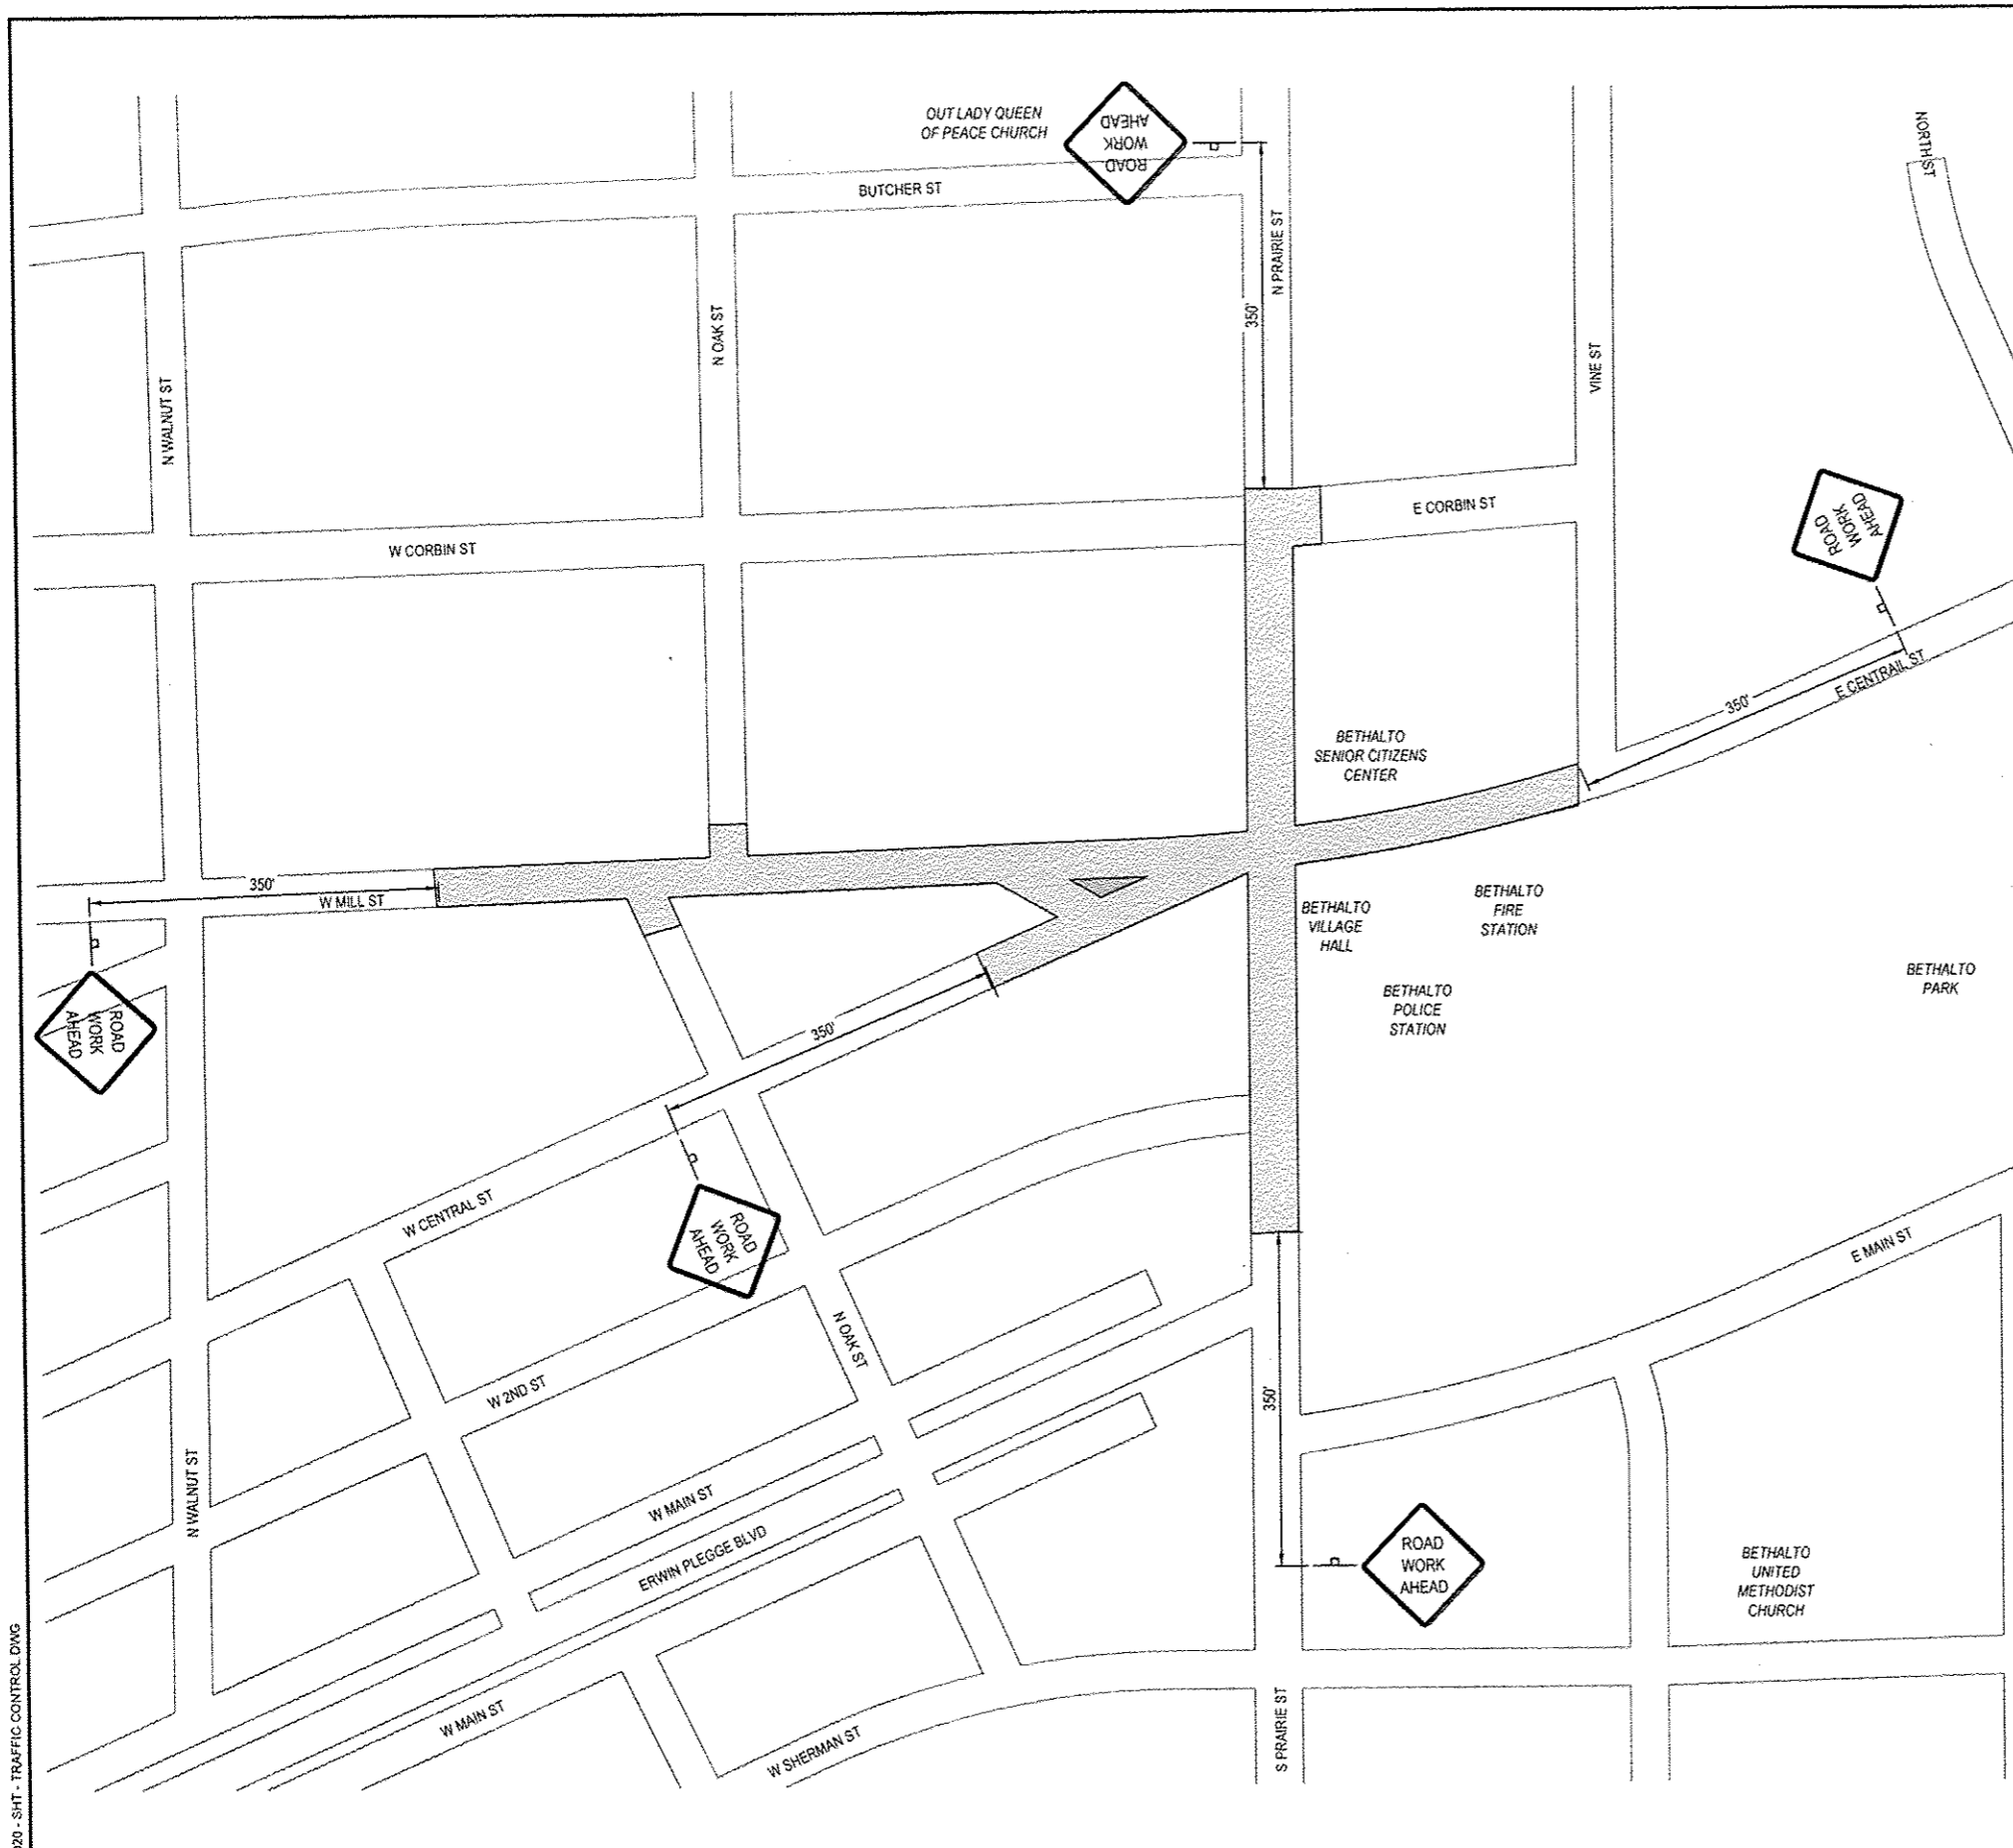 OUT LADY QUEEN
OF PEACE CHURCH
ROAD
WORK
AHEAD
BUTCHER ST
N PRAIRIE ST
350'
NORTH ST
N WALNUT ST
N OAK ST
VINE ST
W CORBIN ST
E CORBIN ST
ROAD
WORK
AHEAD
350'
E CENTRAIL ST
BETHALTO
SENIOR CITIZENS
CENTER
350'
W MILL ST
BETHALTO
VILLAGE
HALL
BETHALTO
FIRE
STATION
BETHALTO
POLICE
STATION
BETHALTO
PARK
ROAD
WORK
AHEAD
350'
W CENTRAL ST
ROAD
WORK
AHEAD
E MAIN ST
N OAK ST
W 2ND ST
350'
N WALNUT ST
W MAIN ST
ERWIN PLEGGE BLVD
ROAD
WORK
AHEAD
BETHALTO
UNITED
METHODIST
CHURCH
W MAIN ST
W SHERMAN ST
S PRAIRIE ST
020 - SHT - TRAFFIC CONTROL.DWG